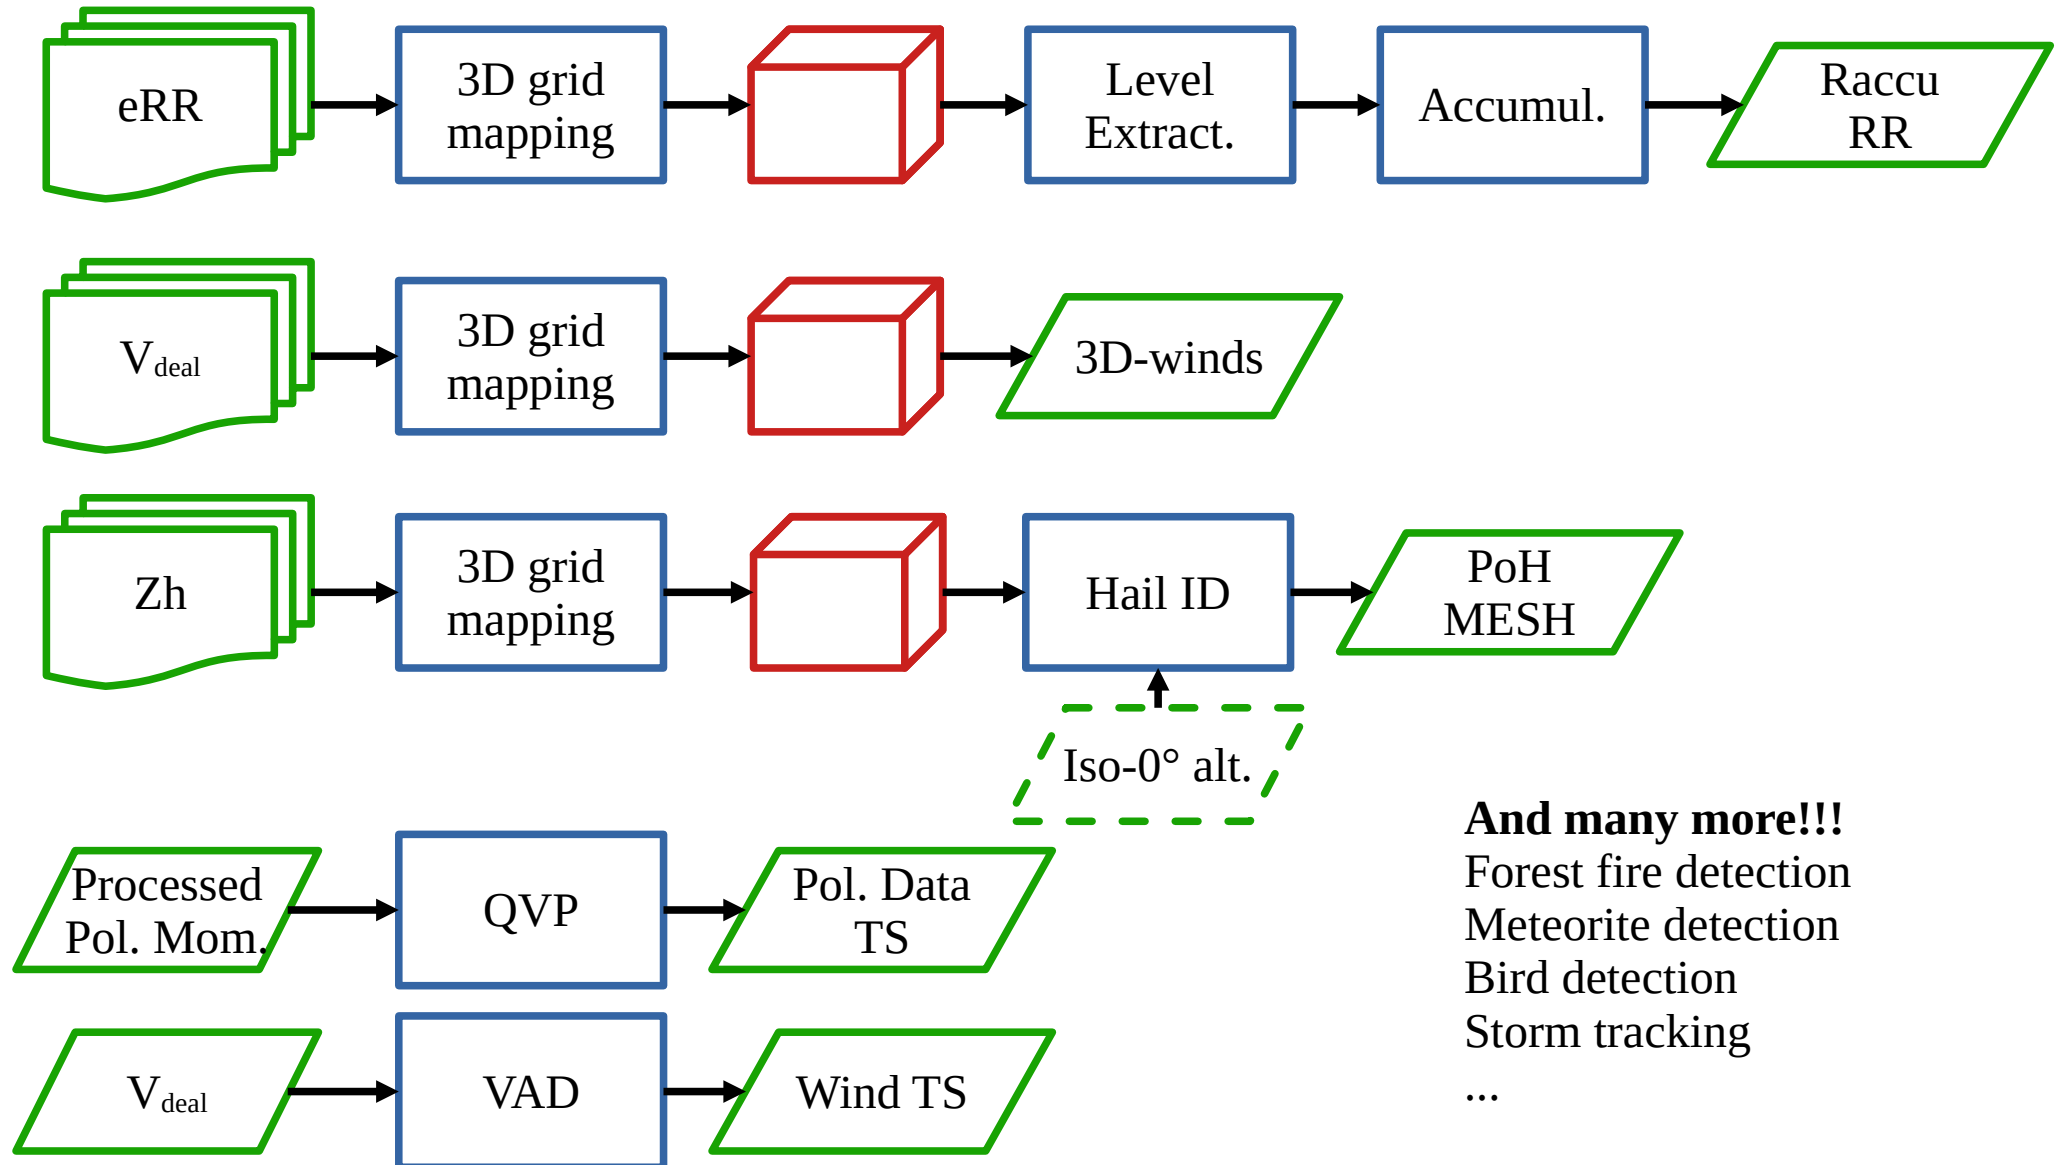 eRR
3D grid
mapping
Level
Extract.
Accumul.
Raccu
RR
Vdeal
3D grid
mapping
3D-winds
Zh
3D grid
mapping
Hail ID
PoH
MESH
Iso-0° alt.
Processed
Pol. Mom.
QVP
Pol. Data
TS
Vdeal
VAD
Wind TS
And many more!!!
Forest fire detection
Meteorite detection
Bird detection
Storm tracking
...